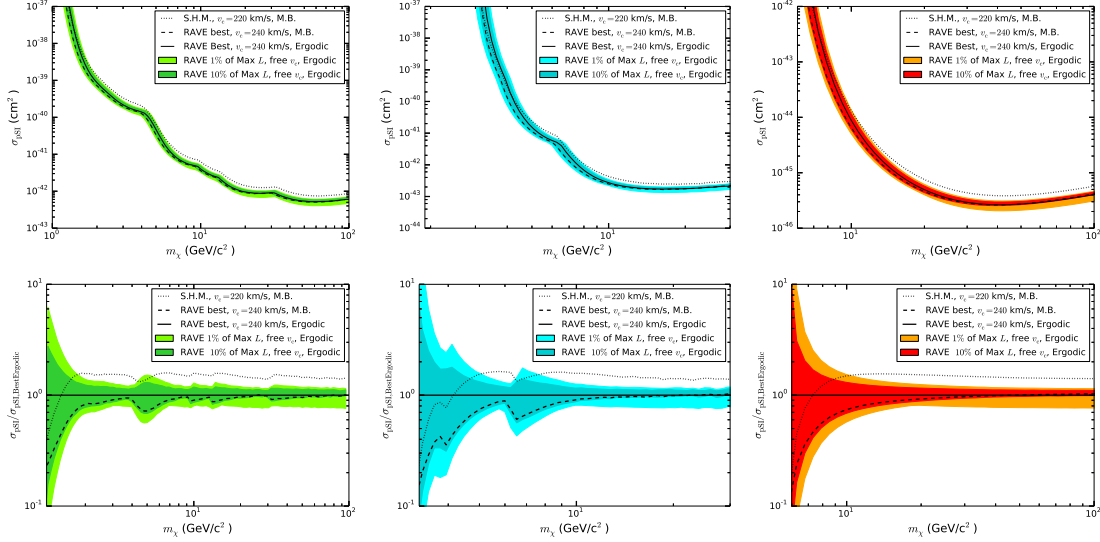 10^-37
10^-38
10^-39
10^-40
10^-41
10^-42
10^-43
σ_pSI (cm²)
10^0
10^1
10^2
m_χ (GeV/c²)
S.H.M., v_c=220 km/s, M.B.
RAVE best, v_c=240 km/s, M.B.
RAVE Best, v_c=240 km/s, Ergodic
RAVE 1% of Max L, free v_c, Ergodic
RAVE 10% of Max L, free v_c, Ergodic
10^-37
10^-38
10^-39
10^-40
10^-41
10^-42
10^-43
10^-44
σ_pSI (cm²)
10^1
m_χ (GeV/c²)
S.H.M., v_c=220 km/s, M.B.
RAVE best, v_c=240 km/s, M.B.
RAVE Best, v_c=240 km/s, Ergodic
RAVE 1% of Max L, free v_c, Ergodic
RAVE 10% of Max L, free v_c, Ergodic
10^-42
10^-43
10^-44
10^-45
10^-46
σ_pSI (cm²)
10^1
10^2
m_χ (GeV/c²)
S.H.M., v_c=220 km/s, M.B.
RAVE best, v_c=240 km/s, M.B.
RAVE Best, v_c=240 km/s, Ergodic
RAVE 1% of Max L, free v_c, Ergodic
RAVE 10% of Max L, free v_c, Ergodic
10^1
10^0
10^-1
σ_pSI/σ_pSI,BestErgodic
10^1
10^2
m_χ (GeV/c²)
S.H.M., v_c=220 km/s, M.B.
RAVE best, v_c=240 km/s, M.B.
RAVE best, v_c=240 km/s, Ergodic
RAVE 1% of Max L, free v_c, Ergodic
RAVE 10% of Max L, free v_c, Ergodic
10^1
10^0
10^-1
σ_pSI/σ_pSI,BestErgodic
10^1
m_χ (GeV/c²)
S.H.M., v_c=220 km/s, M.B.
RAVE best, v_c=240 km/s, M.B.
RAVE best, v_c=240 km/s, Ergodic
RAVE 1% of Max L, free v_c, Ergodic
RAVE 10% of Max L, free v_c, Ergodic
10^1
10^0
10^-1
σ_pSI/σ_pSI,BestErgodic
10^1
10^2
m_χ (GeV/c²)
S.H.M., v_c=220 km/s, M.B.
RAVE best, v_c=240 km/s, M.B.
RAVE best, v_c=240 km/s, Ergodic
RAVE 1% of Max L, free v_c, Ergodic
RAVE 10% of Max L, free v_c, Ergodic